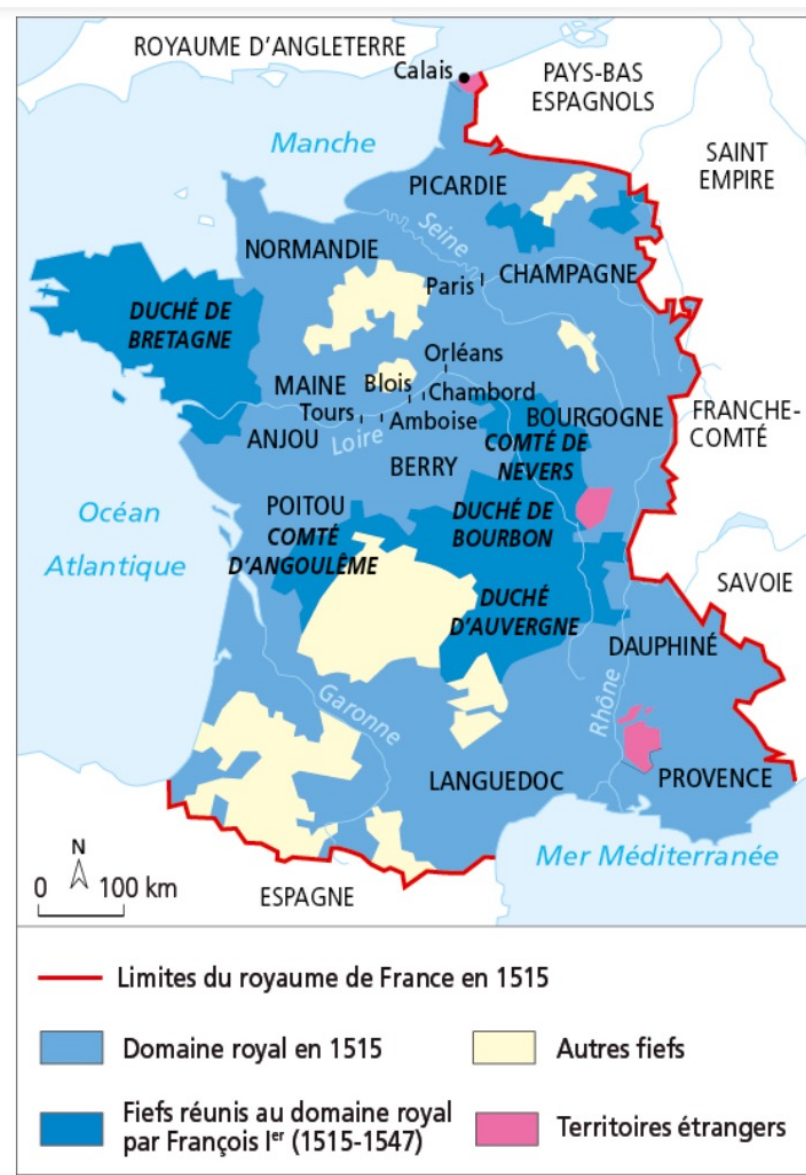 ROYAUME D'ANGLETERRE
Calais
PAYS-BAS
ESPAGNOLS
Manche
SAINT
EMPIRE
PICARDIE
Seine
NORMANDIE
CHAMPAGNE
Paris
DUCHÉ DE
BRETAGNE
Orléans
MAINE
Blois
Chambord
Tours
Amboise
BOURGOGNE
FRANCHE-
COMTÉ
ANJOU
Loire
COMTÉ DE
NEVERS
BERRY
POITOU
Océan
Atlantique
COMTÉ
D'ANGOULÊME
DUCHÉ DE
BOURBON
SAVOIE
DUCHÉ
D'AUVERGNE
DAUPHINÉ
Garonne
Rhône
LANGUEDOC
PROVENCE
N
0 100 km
ESPAGNE
Mer Méditerranée
Limites du royaume de France en 1515
Domaine royal en 1515
Autres fiefs
Fiefs réunis au domaine royal
par François Ier (1515-1547)
Territoires étrangers